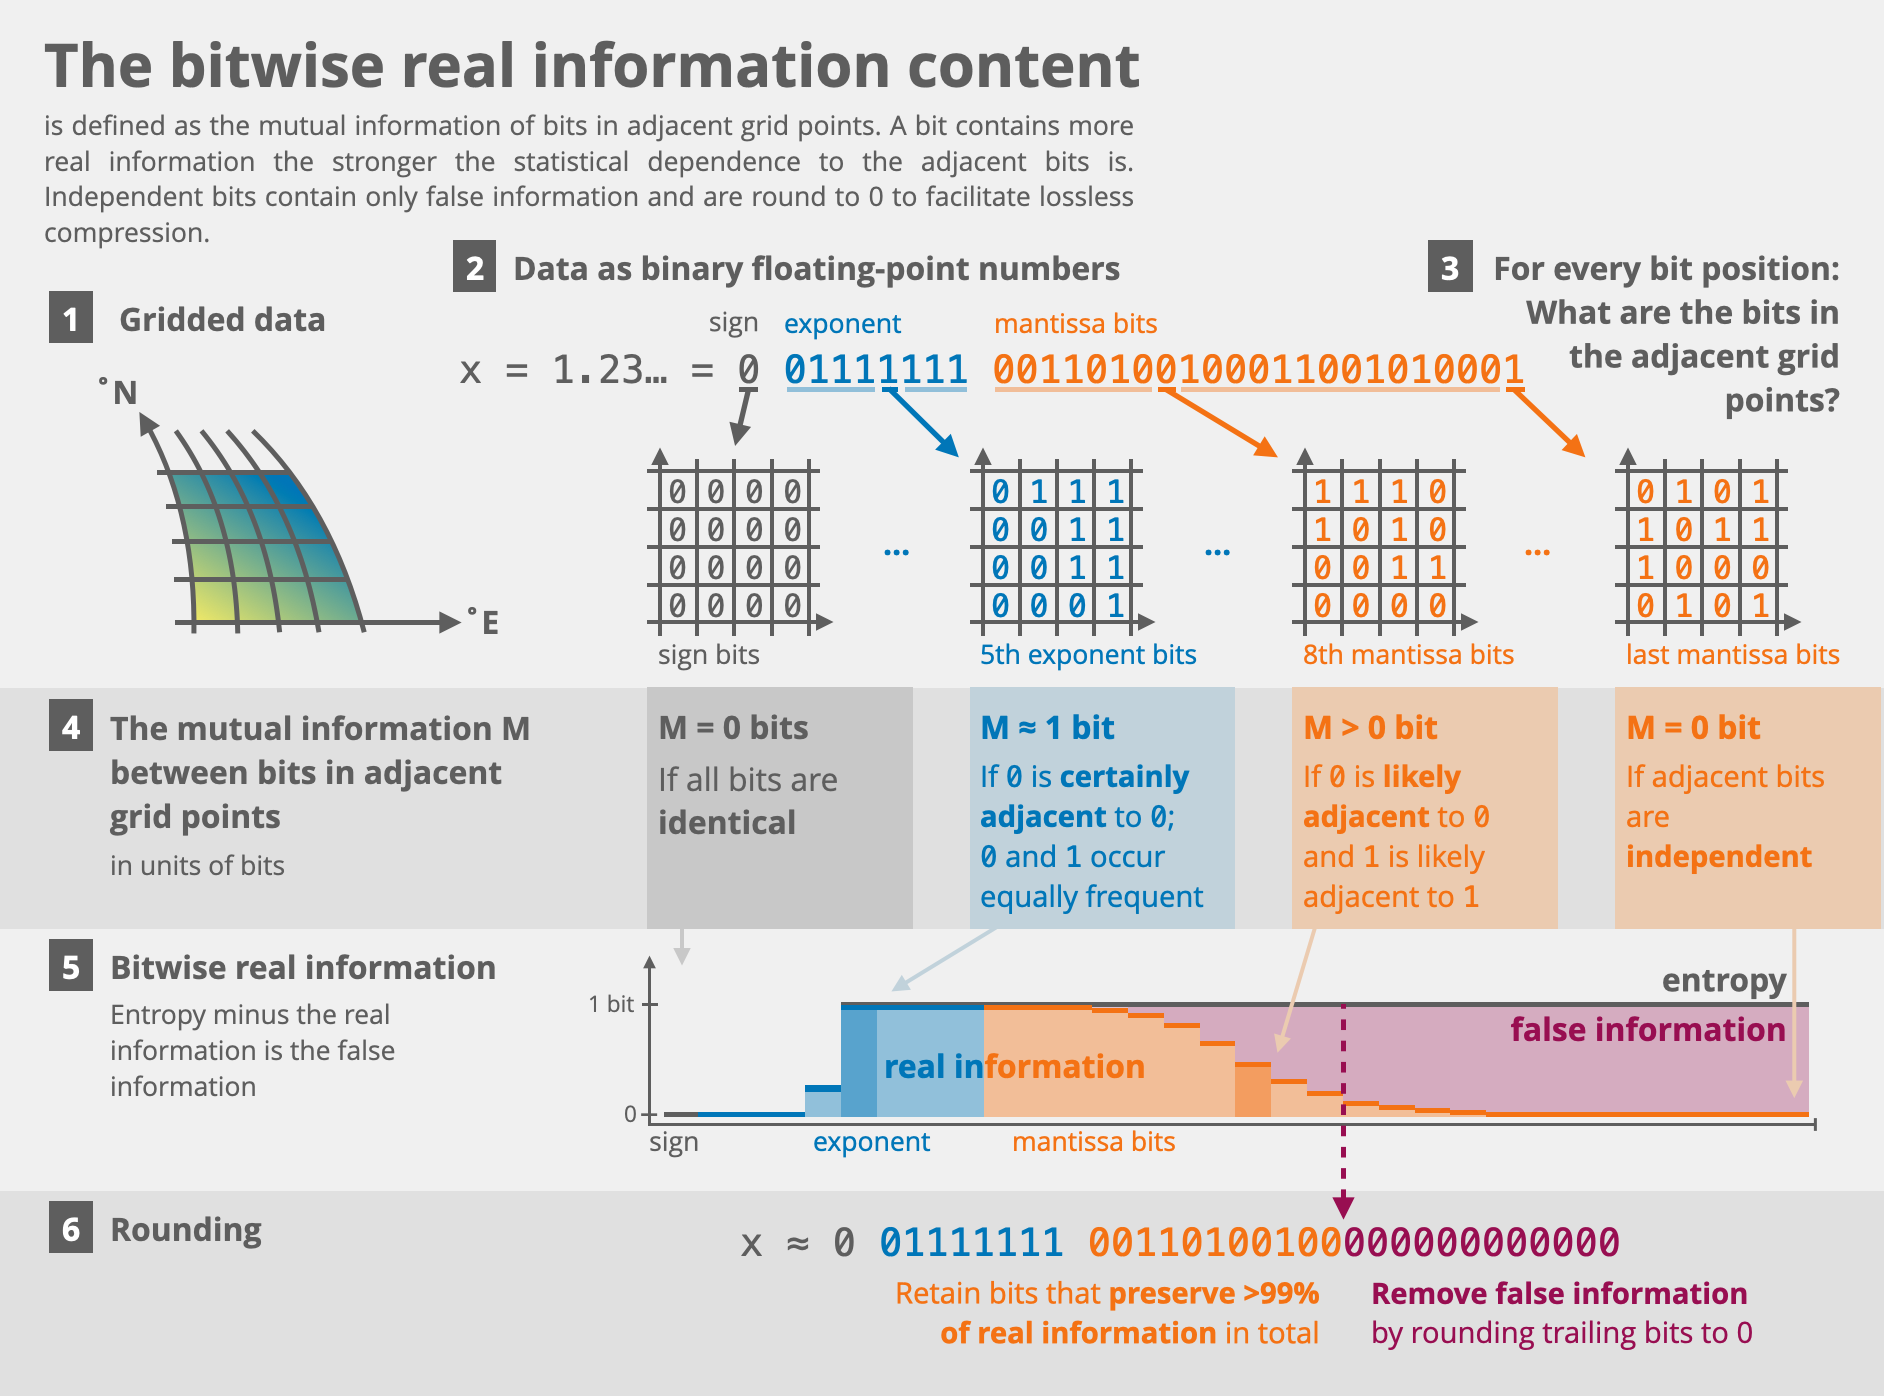 The bitwise real information content
is defined as the mutual information of bits in adjacent grid points. A bit contains more
real information the stronger the statistical dependence to the adjacent bits is.
Independent bits contain only false information and are round to 0 to facilitate lossless
compression.
1 Gridded data
°N
°E
2 Data as binary floating-point numbers
sign exponent mantissa bits
x = 1.23… = 0 01111111 00110100100011001010001
3 For every bit position:
What are the bits in
the adjacent grid
points?
0 0 0 0
0 0 0 0
0 0 0 0
0 0 0 0
sign bits
...
0 1 1 1
0 0 1 1
0 0 1 1
0 0 0 1
5th exponent bits
...
1 1 1 0
1 0 1 0
0 0 1 1
0 0 0 0
8th mantissa bits
...
0 1 0 1
1 0 1 1
1 0 0 0
0 1 0 1
last mantissa bits
4 The mutual information M
between bits in adjacent
grid points
in units of bits
M = 0 bits
If all bits are
identical
M ≈ 1 bit
If 0 is certainly
adjacent to 0;
0 and 1 occur
equally frequent
M > 0 bit
If 0 is likely
adjacent to 0
and 1 is likely
adjacent to 1
M = 0 bit
If adjacent bits
are
independent
5 Bitwise real information
Entropy minus the real
information is the false
information
1 bit
0
entropy
false information
real information
sign exponent mantissa bits
6 Rounding
x ≈ 0 01111111 00110100100000000000000
Retain bits that preserve >99%
of real information in total
Remove false information
by rounding trailing bits to 0